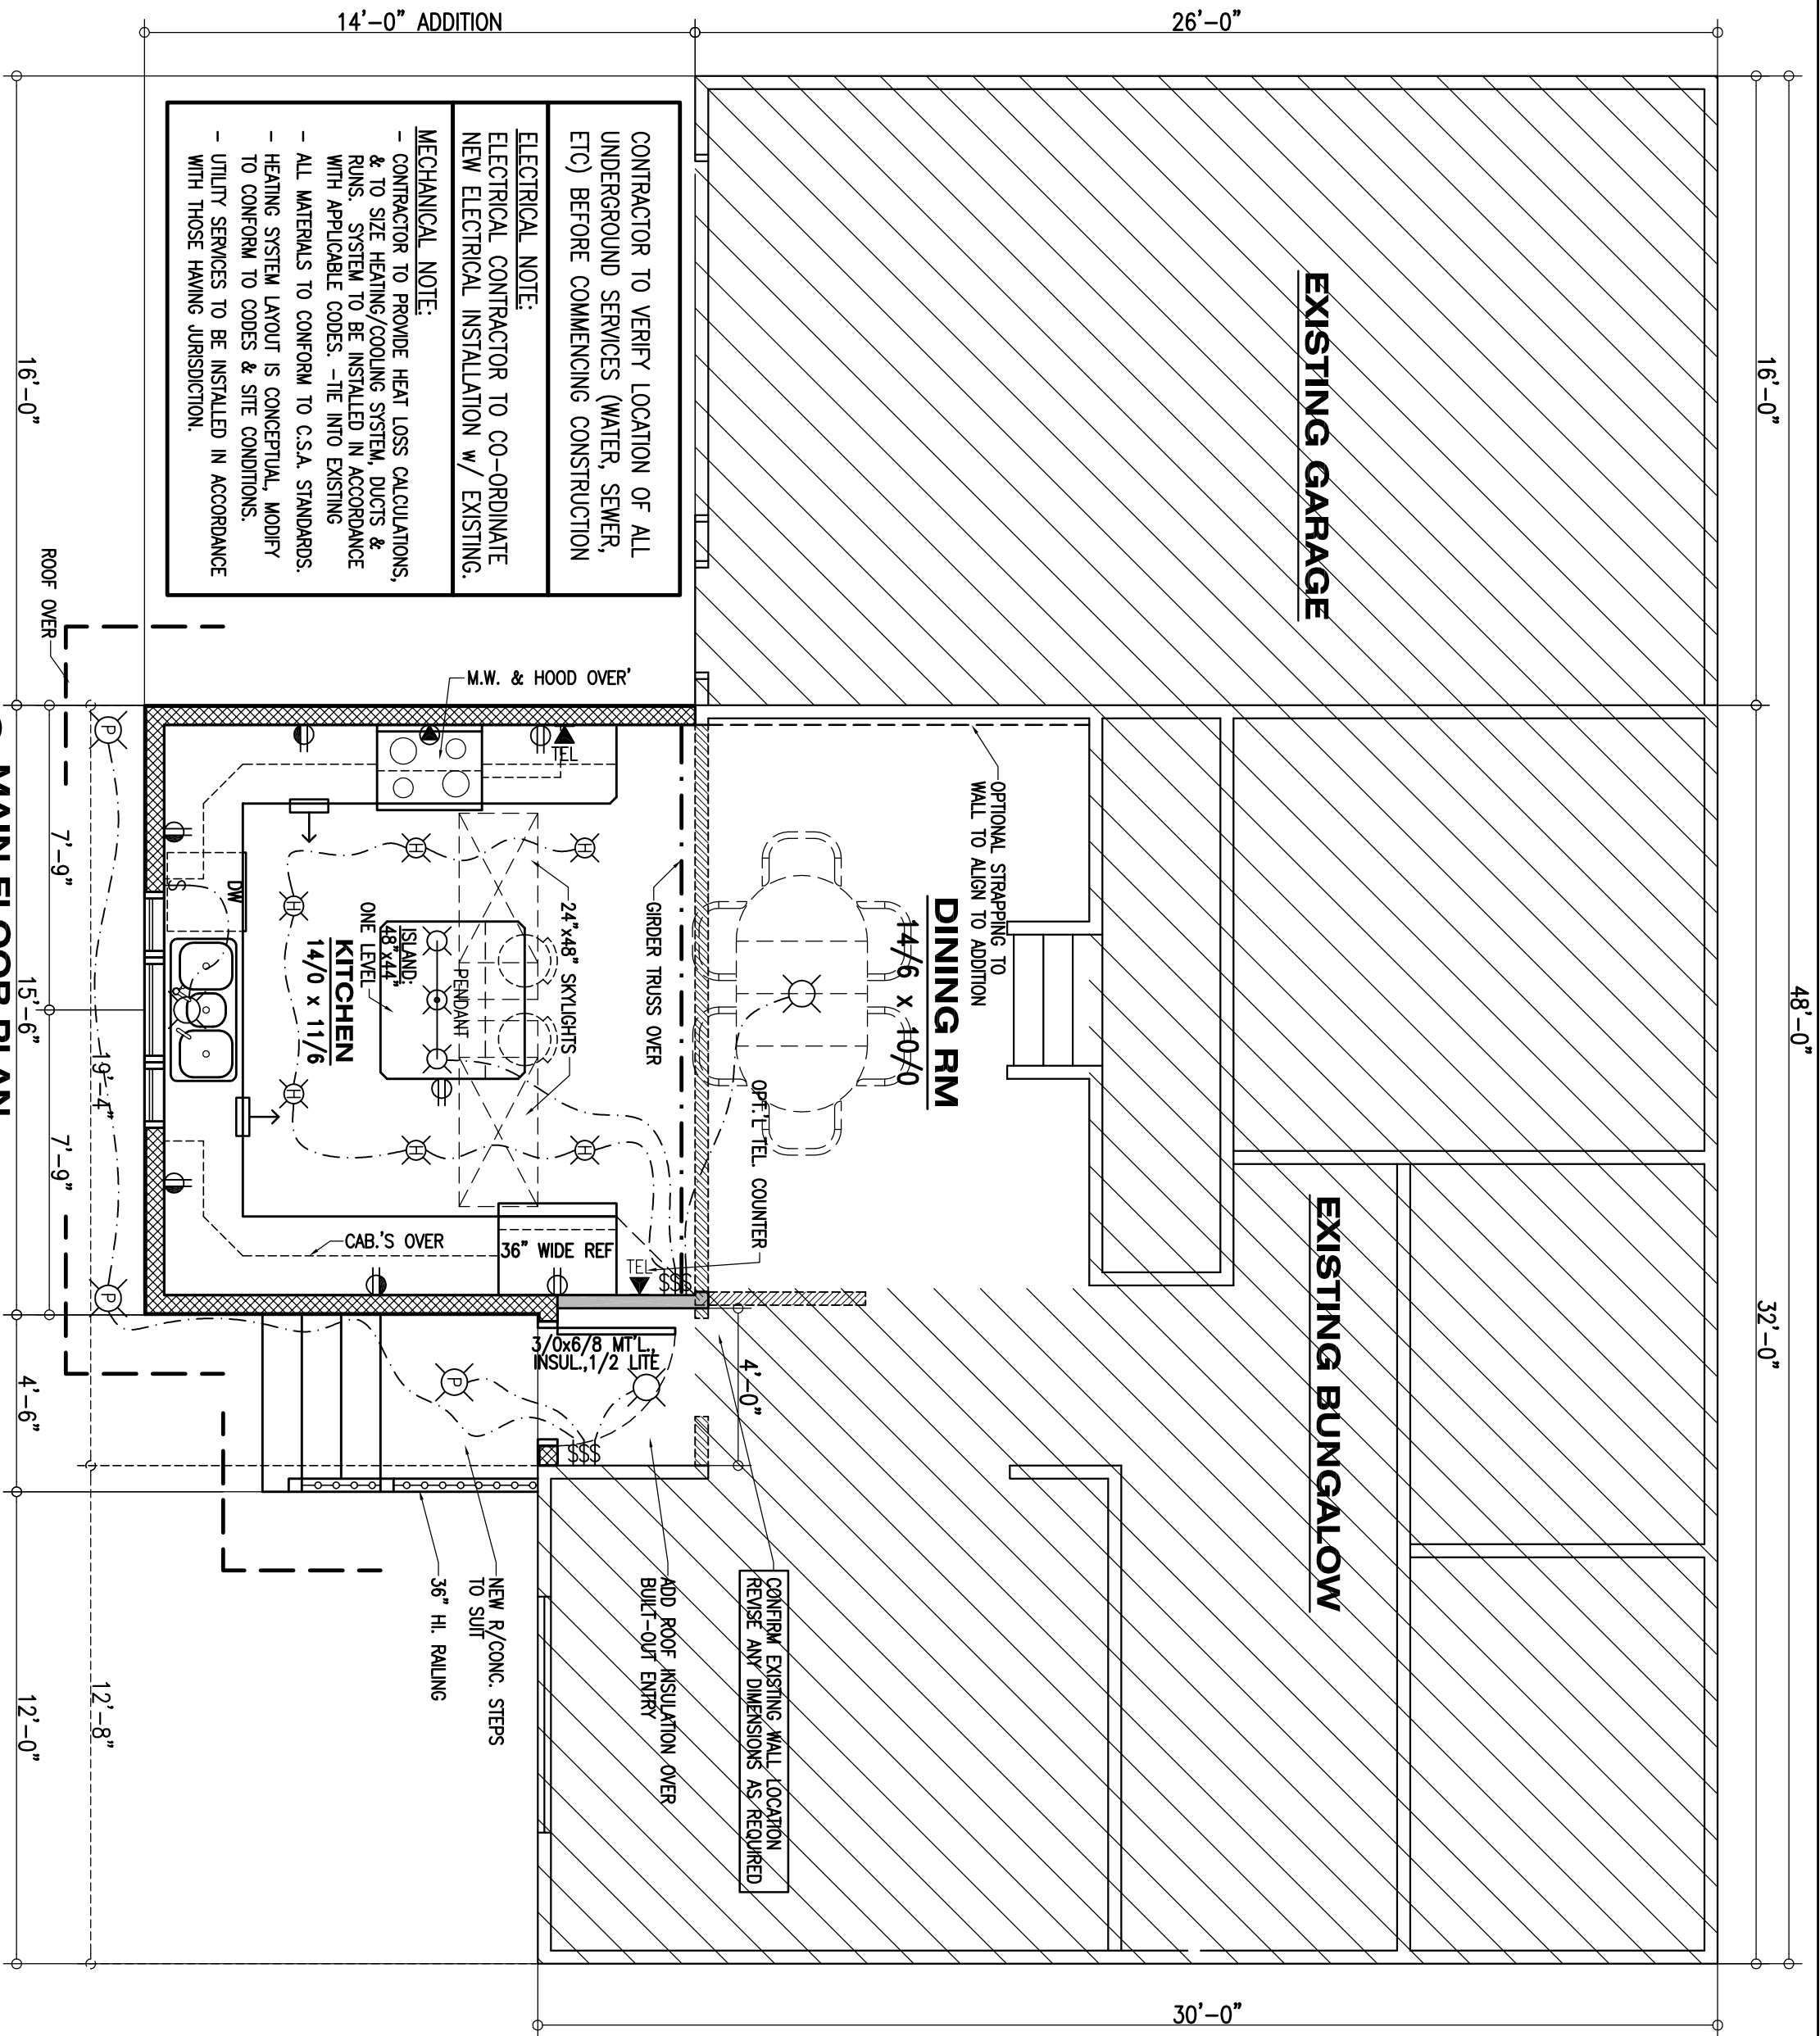 48'-0"
16'-0"
32'-0"
26'-0"
14'-0" ADDITION
30'-0"
EXISTING GARAGE
EXISTING BUNGALOW
OPTIONAL STRAPPING TO
WALL TO ALIGN TO ADDITION
DINING RM
14/6 x 10/0
CONFIRM EXISTING WALL LOCATION
REVISE ANY DIMENSIONS AS REQUIRED
OPT.'L TEL. COUNTER
4'-0"
CONTRACTOR TO VERIFY LOCATION OF ALL
UNDERGROUND SERVICES (WATER, SEWER,
ETC) BEFORE COMMENCING CONSTRUCTION
ELECTRICAL NOTE:
ELECTRICAL CONTRACTOR TO CO-ORDINATE
NEW ELECTRICAL INSTALLATION w/ EXISTING.
MECHANICAL NOTE:
- CONTRACTOR TO PROVIDE HEAT LOSS CALCULATIONS,
& TO SIZE HEATING/COOLING SYSTEM, DUCTS &
RUNS. SYSTEM TO BE INSTALLED IN ACCORDANCE
WITH APPLICABLE CODES. -TIE INTO EXISTING
- ALL MATERIALS TO CONFORM TO C.S.A. STANDARDS.
- HEATING SYSTEM LAYOUT IS CONCEPTUAL, MODIFY
TO CONFORM TO CODES & SITE CONDITIONS.
- UTILITY SERVICES TO BE INSTALLED IN ACCORDANCE
WITH THOSE HAVING JURISDICTION.
GIRDER TRUSS OVER
ADD ROOF INSULATION OVER
BUILT-OUT ENTRY
TEL
M.W. & HOOD OVER'
24"x48" SKYLIGHTS
TEL
$$$
36" WIDE REF
3/0x6/8 MT'L.,
INSUL.,1/2 LITE
$$$
PENDANT
ISLAND:
48"x44"
ONE LEVEL
KITCHEN
14/0 x 11/6
H
H
H
H
H
H
CAB.'S OVER
P
NEW R/CONC. STEPS
TO SUIT
36" HI. RAILING
DW
S
P
P
ROOF OVER
19'-4"
12'-8"
7'-9"
7'-9"
16'-0"
15'-6"
4'-6"
12'-0"
MAIN FLOOR PLAN